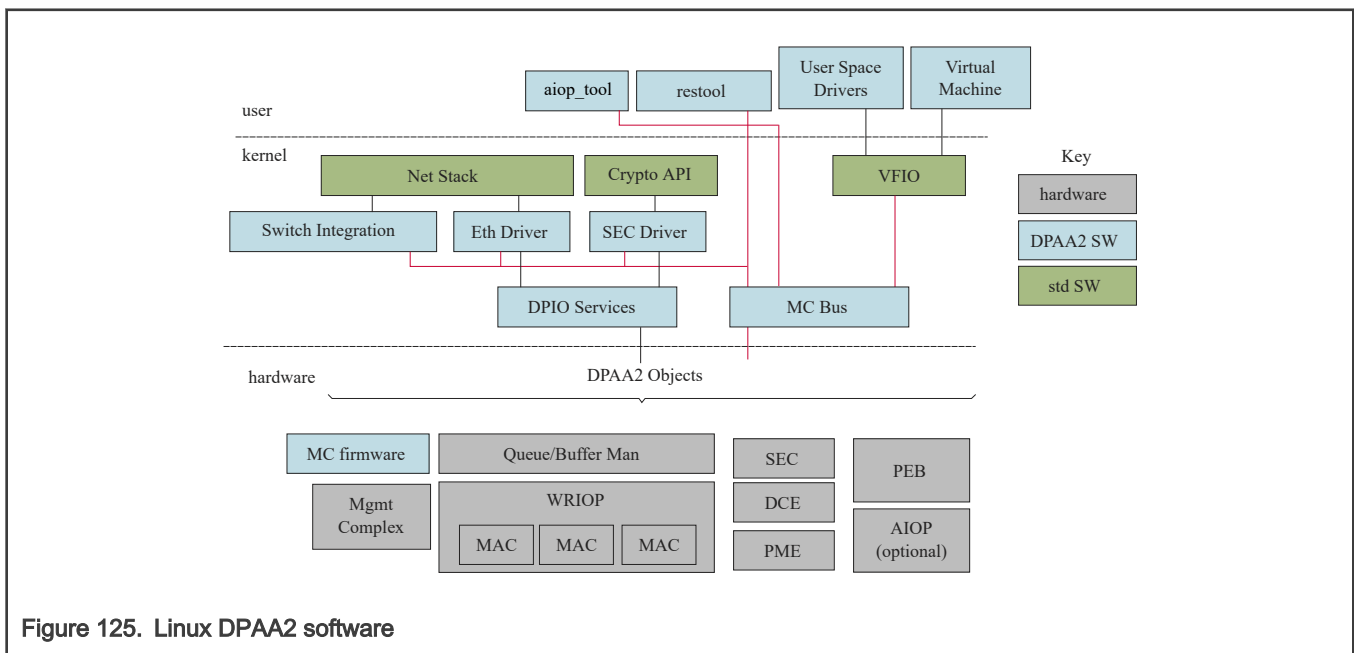 User Space
Drivers
Virtual
Machine
aiop_tool
restool
user
kernel
Net Stack
Crypto API
VFIO
Key
hardware
Switch Integration
Eth Driver
SEC Driver
DPAA2 SW
std SW
DPIO Services
MC Bus
hardware
DPAA2 Objects
MC firmware
Queue/Buffer Man
SEC
PEB
Mgmt
Complex
WRIOP
MAC
MAC
MAC
DCE
PME
AIOP
(optional)
Figure 125. Linux DPAA2 software